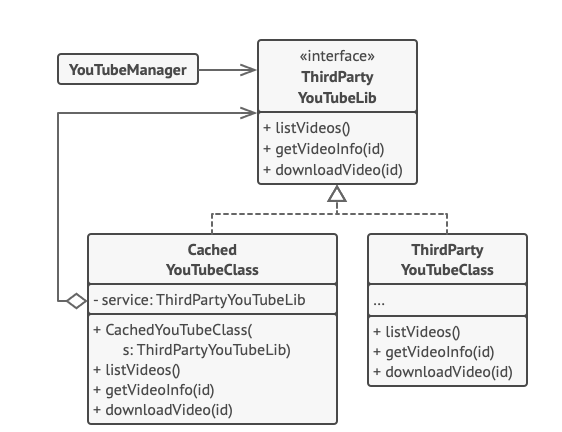 YouTubeManager
«interface»
ThirdParty
YouTubeLib
+ listVideos()
+ getVideoInfo(id)
+ downloadVideo(id)
Cached
YouTubeClass
- service: ThirdPartyYouTubeLib
+ CachedYouTubeClass(
s: ThirdPartyYouTubeLib)
+ listVideos()
+ getVideoInfo(id)
+ downloadVideo(id)
ThirdParty
YouTubeClass
...
+ listVideos()
+ getVideoInfo(id)
+ downloadVideo(id)